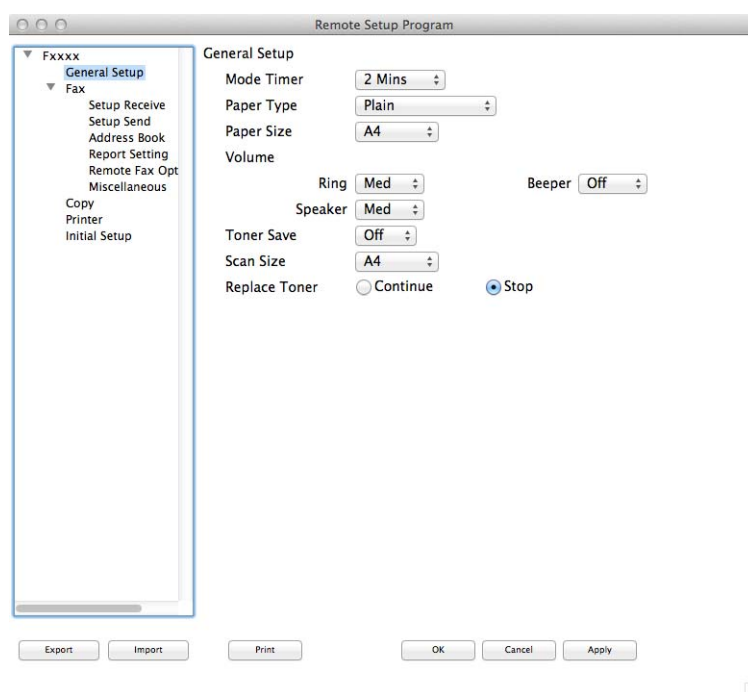 Remote Setup Program
Fxxxx
General Setup
Fax
Setup Receive
Setup Send
Address Book
Report Setting
Remote Fax Opt
Miscellaneous
Copy
Printer
Initial Setup
General Setup
Mode Timer 2 Mins
Paper Type Plain
Paper Size A4
Volume
Ring Med Beeper Off
Speaker Med
Toner Save Off
Scan Size A4
Replace Toner Continue Stop
Export Import Print OK Cancel Apply